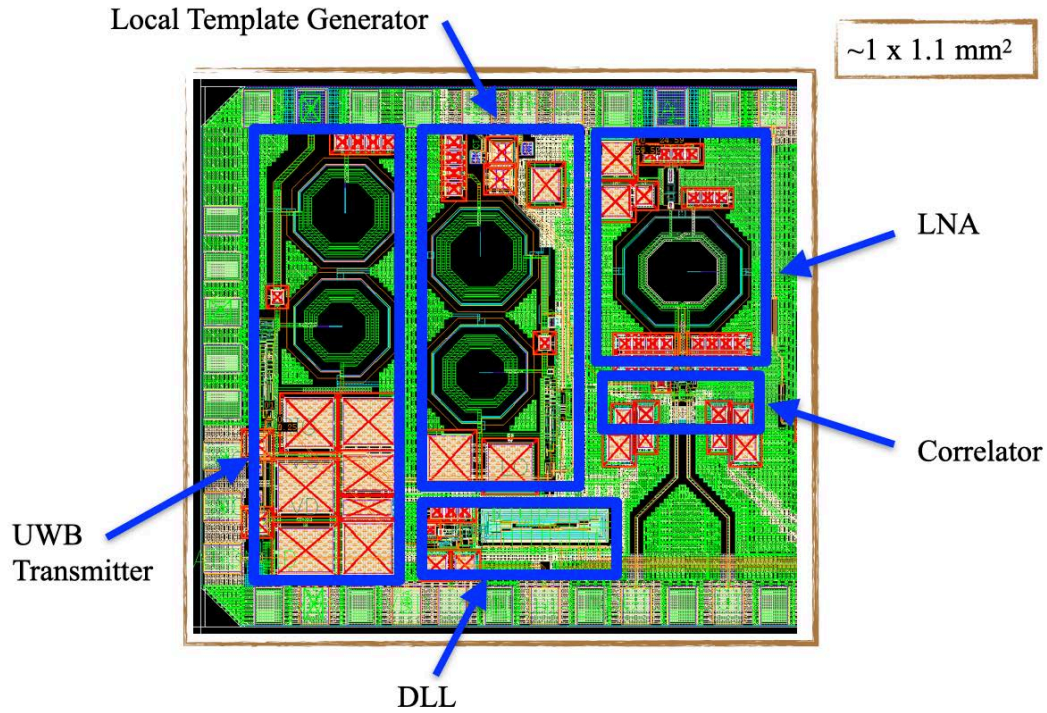 Local Template Generator
~1 x 1.1 mm²
LNA
Correlator
UWB
Transmitter
DLL